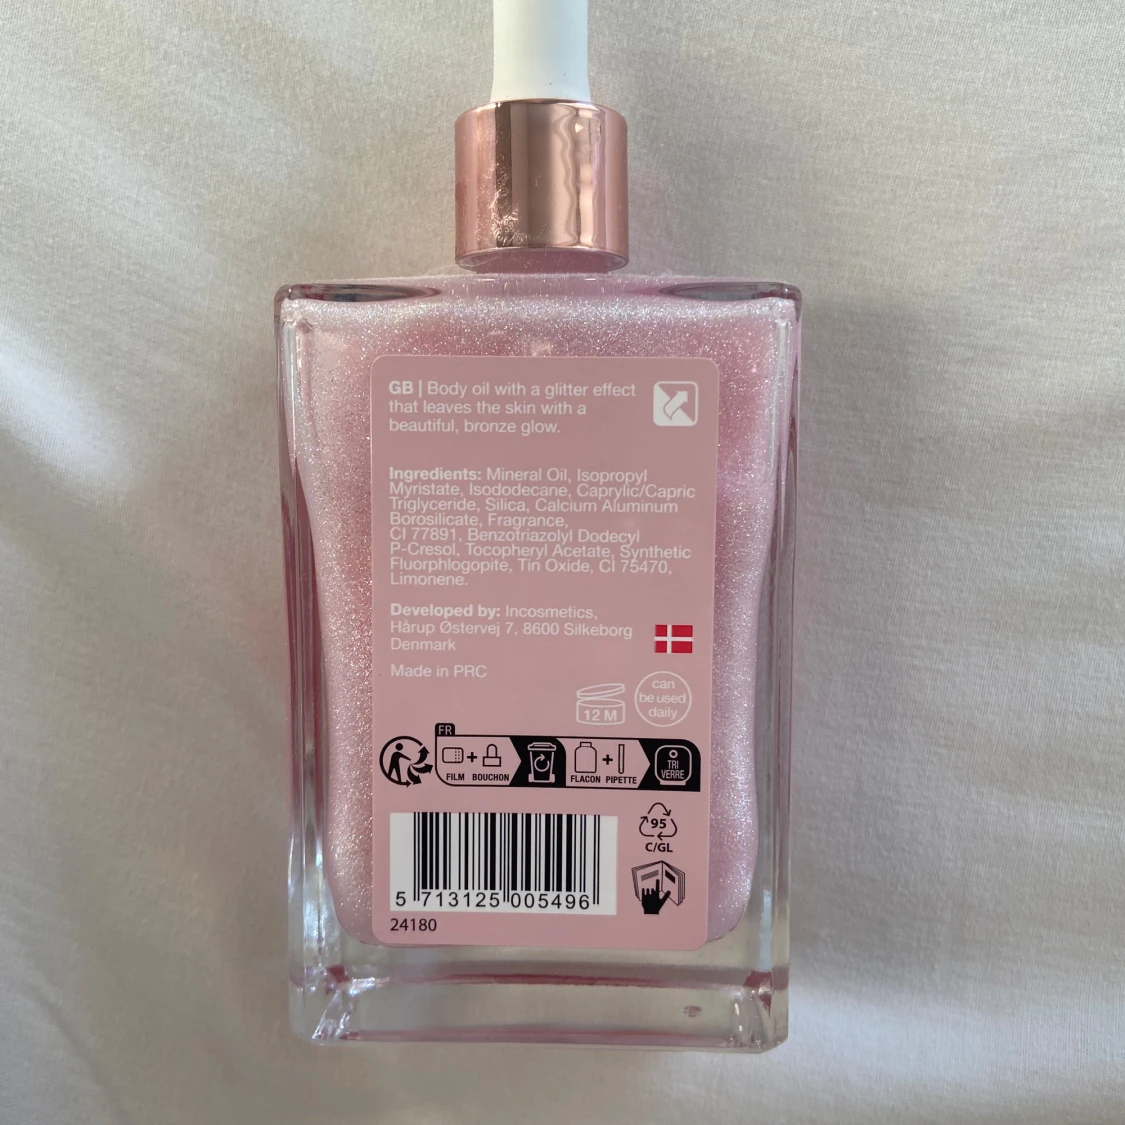 GB | Body oil with a glitter effect
that leaves the skin with a
beautiful, bronze glow.
Ingredients: Mineral Oil, Isopropyl
Myristate, Isododecane, Caprylic/Capric
Triglyceride, Silica, Calcium Aluminum
Borosilicate, Fragrance,
CI 77891, Benzotriazolyl Dodecyl
P-Cresol, Tocopheryl Acetate, Synthetic
Fluorphlogopite, Tin Oxide, CI 75470,
Limonene.
Developed by: Incosmetics,
Hårup Østervej 7, 8600 Silkeborg
Denmark
Made in PRC
can
be used
daily
12 M
FR
FILM + BOUCHON
FLACON + PIPETTE
TRI
VERRE
95
C/GL
5 713125 005496
24180